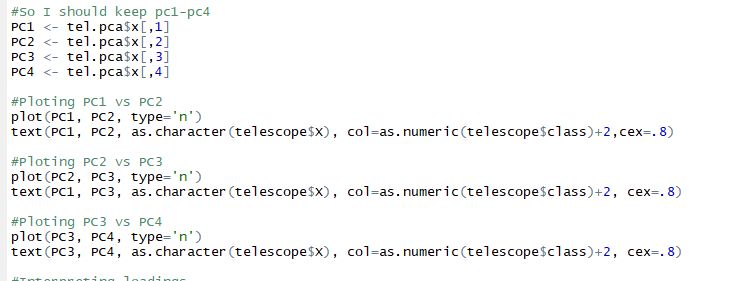 #So I should keep pc1-pc4
PC1 <- tel.pca$x[,1]
PC2 <- tel.pca$x[,2]
PC3 <- tel.pca$x[,3]
PC4 <- tel.pca$x[,4]
#Ploting PC1 vs PC2
plot(PC1, PC2, type='n')
text(PC1, PC2, as.character(telescope$X), col=as.numeric(telescope$class)+2,cex=.8)
#Ploting PC2 vs PC3
plot(PC2, PC3, type='n')
text(PC1, PC3, as.character(telescope$X), col=as.numeric(telescope$class)+2, cex=.8)
#Ploting PC3 vs PC4
plot(PC3, PC4, type='n')
text(PC3, PC4, as.character(telescope$X), col=as.numeric(telescope$class)+2, cex=.8)
#Interpreting loadings